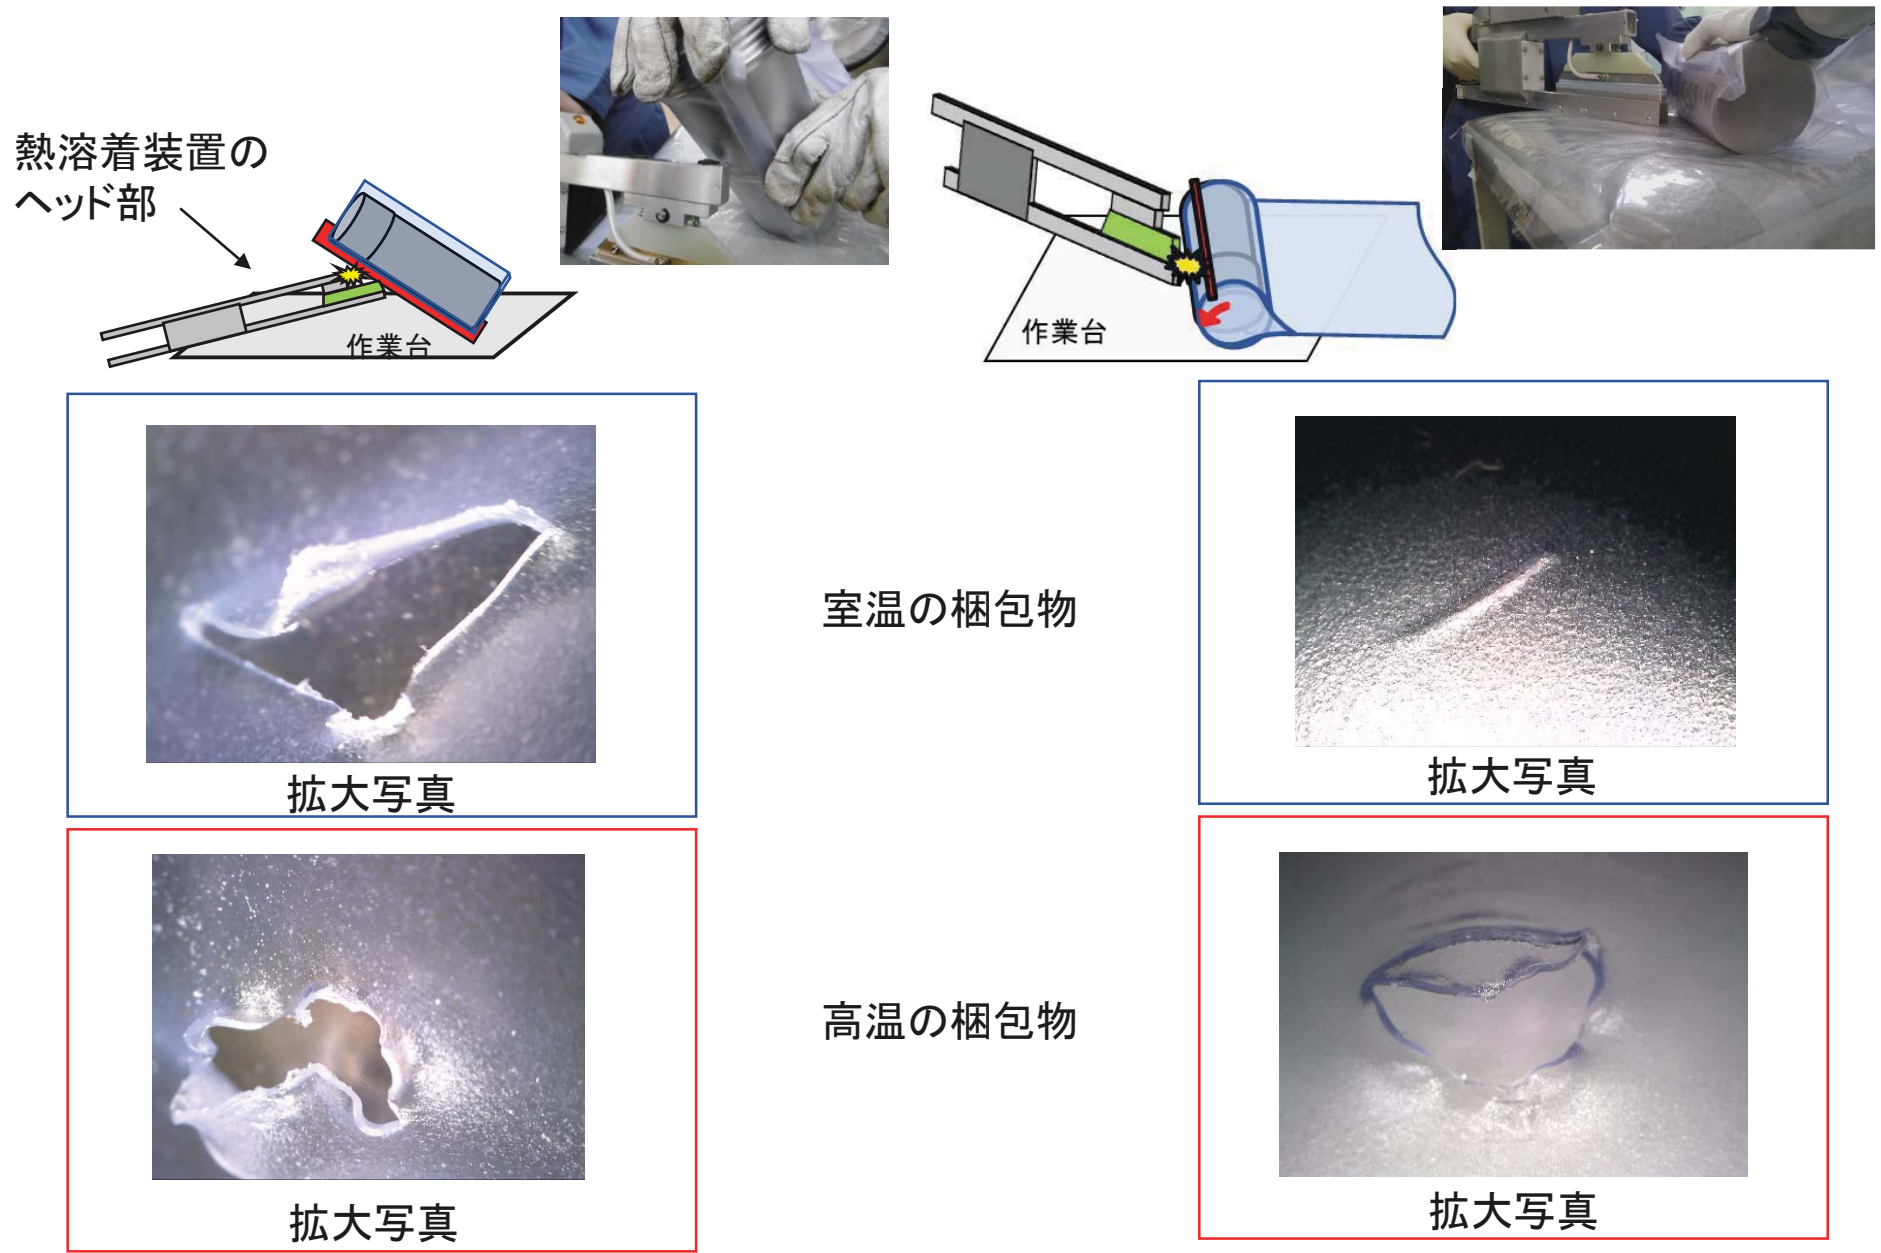 熱溶着装置の
ヘッド部
作業台
作業台
室温の梱包物
拡大写真
拡大写真
高温の梱包物
拡大写真
拡大写真